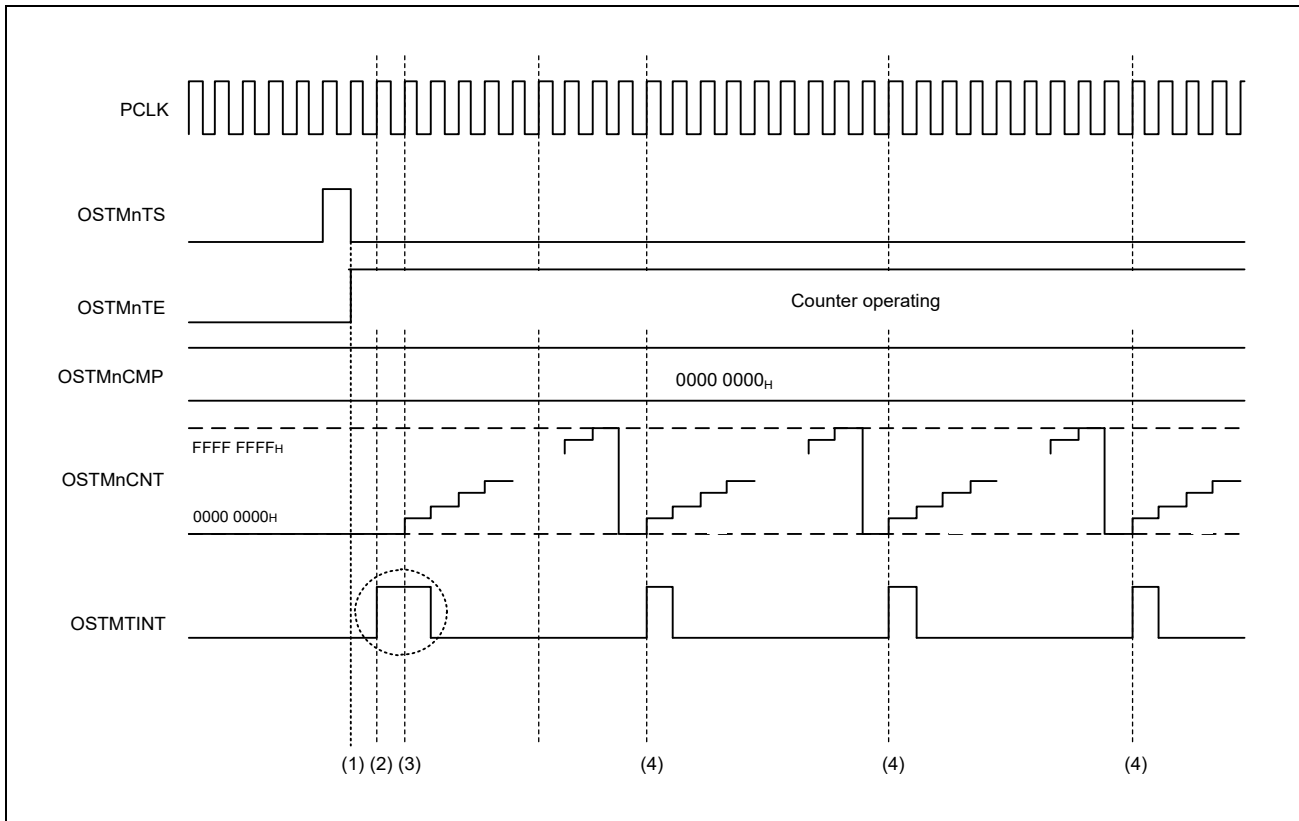 PCLK
OSTMnTS
OSTMnTE
Counter operating
OSTMnCMP
0000 0000H
FFFF FFFFH
OSTMnCNT
0000 0000H
OSTMTINT
(1) (2) (3) (4) (4) (4)